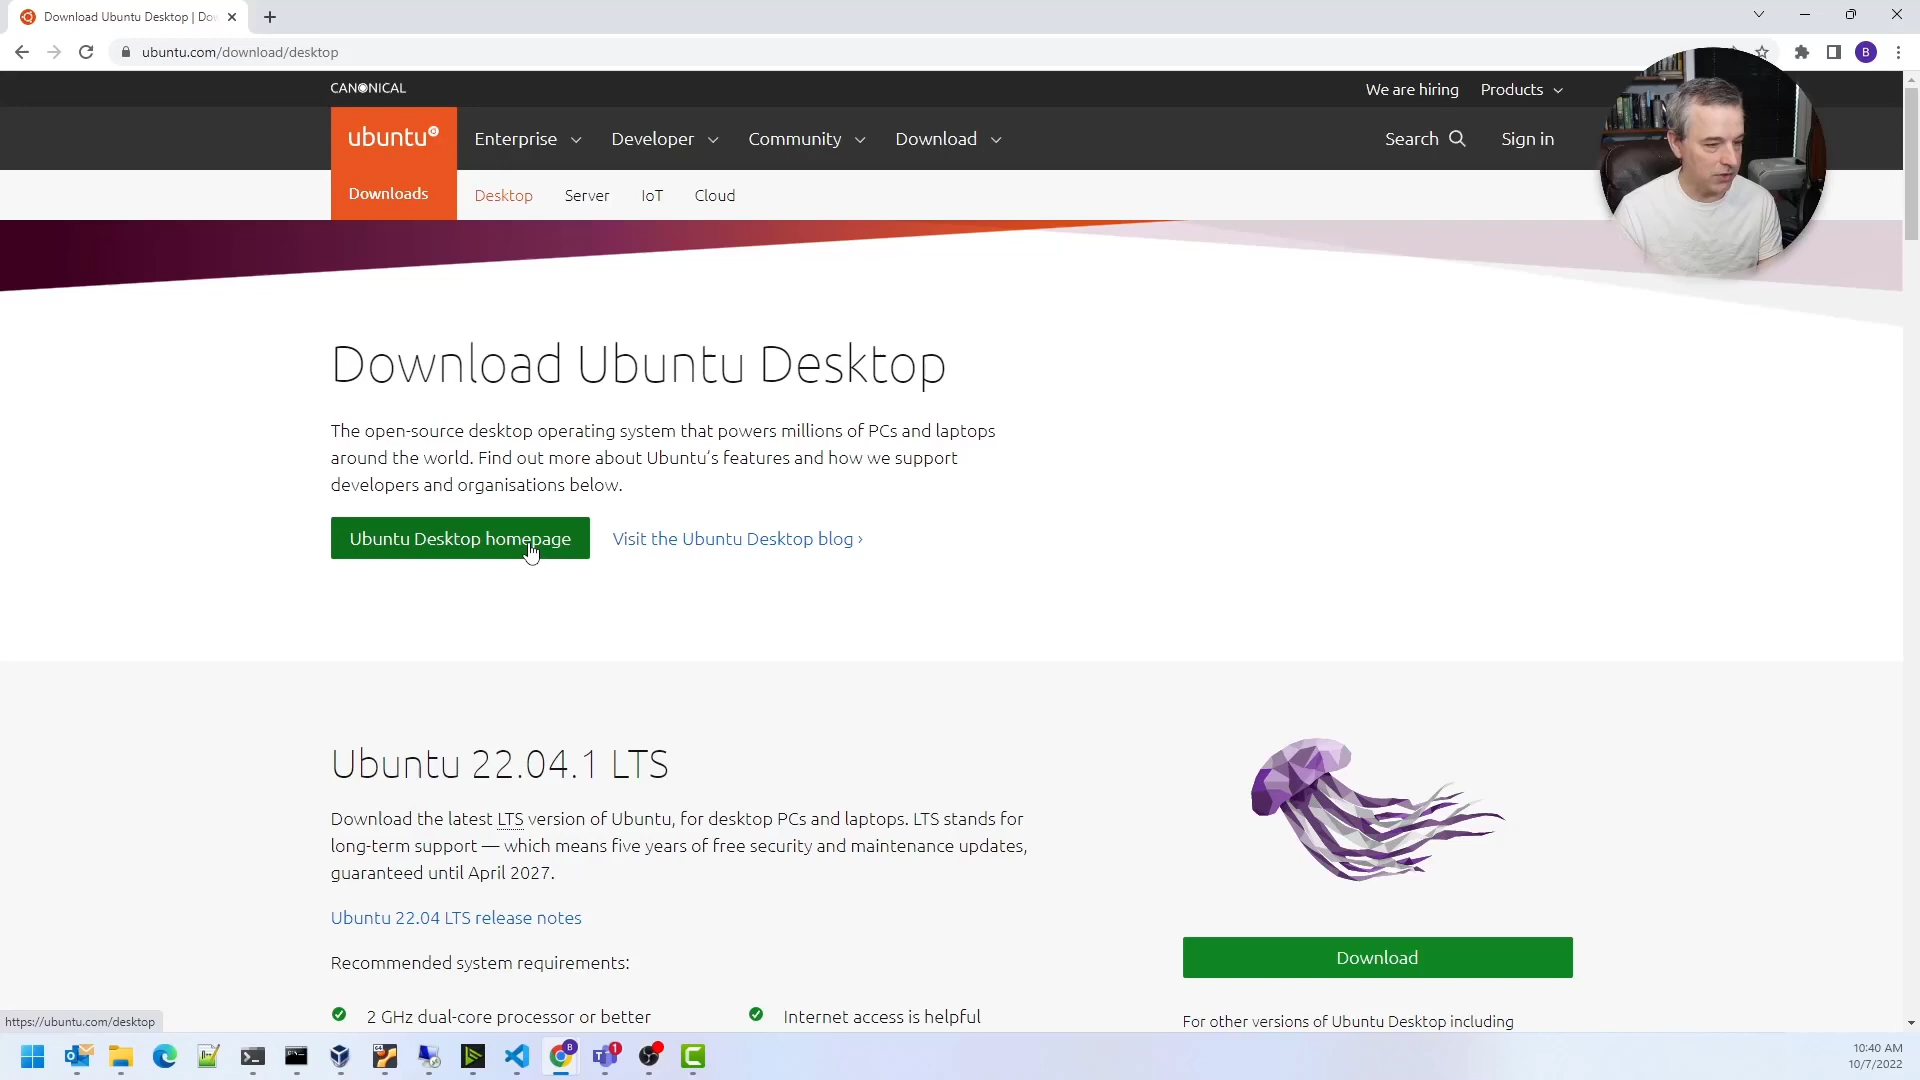 Download Ubuntu Desktop | Do
ubuntu.com/download/desktop
B
CANONICAL
We are hiring Products
ubuntu Enterprise Developer Community Download Search Sign in
Downloads Desktop Server IoT Cloud
Download Ubuntu Desktop
The open-source desktop operating system that powers millions of PCs and laptops
around the world. Find out more about Ubuntu's features and how we support
developers and organisations below.
Ubuntu Desktop homepage Visit the Ubuntu Desktop blog ›
Ubuntu 22.04.1 LTS
Download the latest LTS version of Ubuntu, for desktop PCs and laptops. LTS stands for
long-term support — which means five years of free security and maintenance updates,
guaranteed until April 2027.
Ubuntu 22.04 LTS release notes
Download
Recommended system requirements:
2 GHz dual-core processor or better Internet access is helpful
For other versions of Ubuntu Desktop including
https://ubuntu.com/desktop
B
1
10:40 AM
10/7/2022